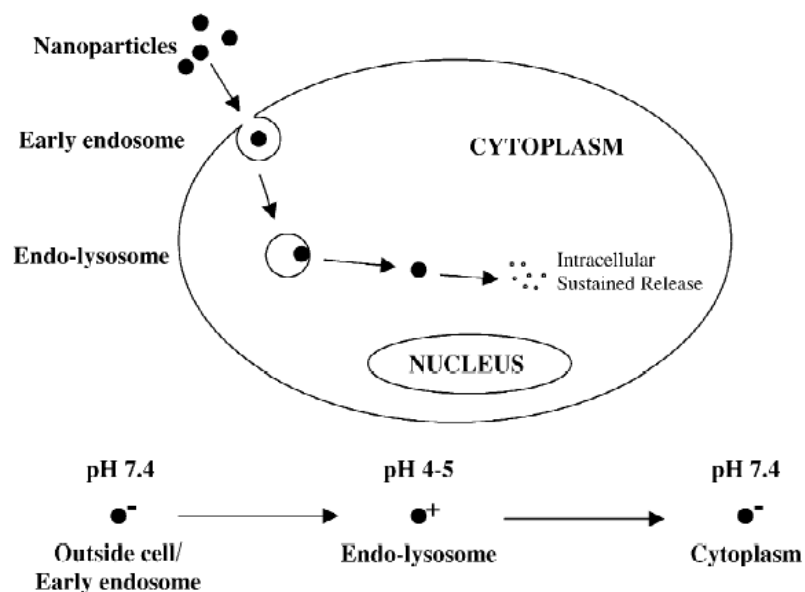 Nanoparticles
Early endosome
CYTOPLASM
Endo-lysosome
Intracellular
Sustained Release
NUCLEUS
pH 7.4
pH 4-5
pH 7.4
-
+
-
Outside cell/
Early endosome
Endo-lysosome
Cytoplasm